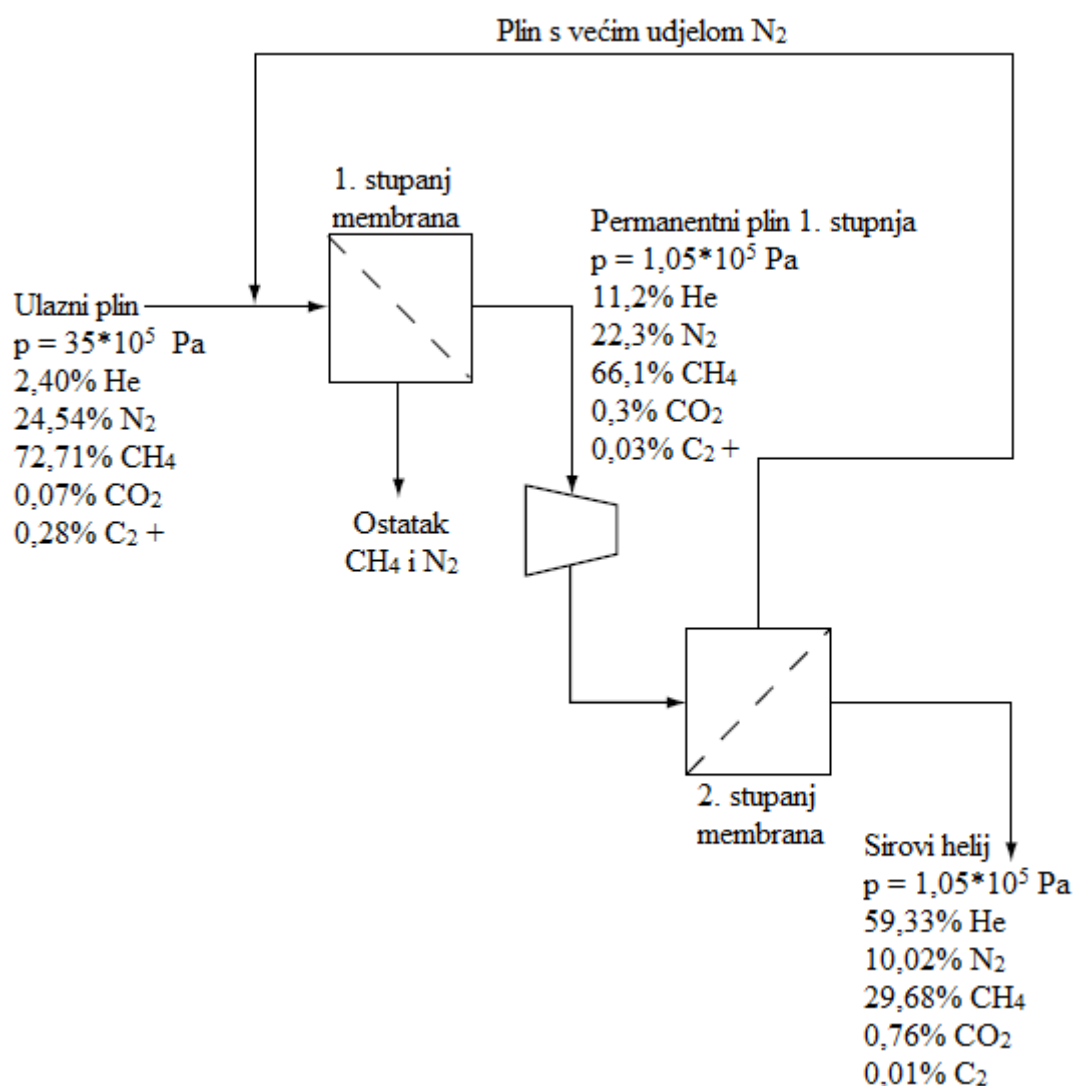 Plin s većim udjelom N₂
1. stupanj
membrana
Permanentni plin 1. stupnja
p = 1,05*10⁵ Pa
11,2% He
22,3% N₂
66,1% CH₄
0,3% CO₂
0,03% C₂ +
Ulazni plin
p = 35*10⁵ Pa
2,40% He
24,54% N₂
72,71% CH₄
0,07% CO₂
0,28% C₂ +
Ostatak
CH₄ i N₂
2. stupanj
membrana
Sirovi helij
p = 1,05*10⁵ Pa
59,33% He
10,02% N₂
29,68% CH₄
0,76% CO₂
0,01% C₂